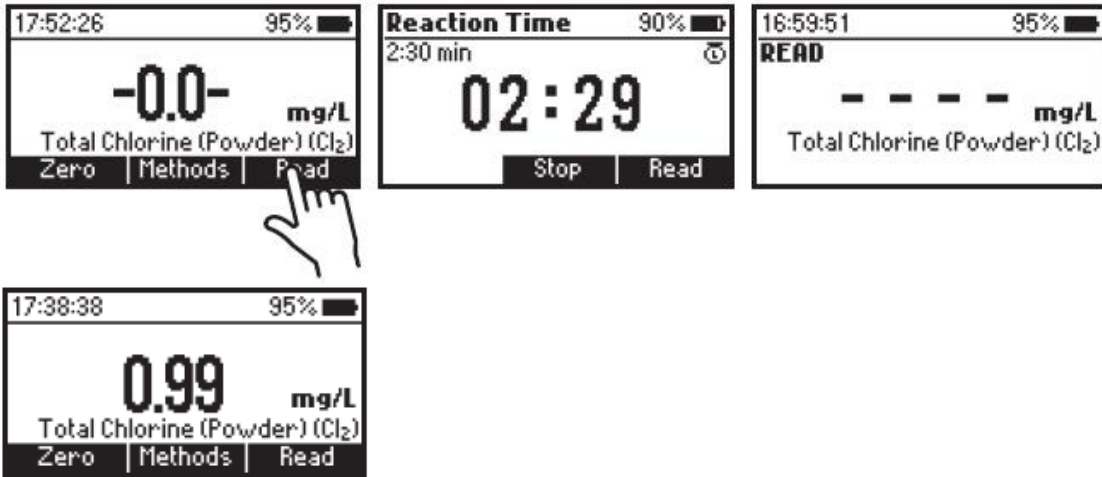 17:52:26 95%
-0.0- mg/L
Total Chlorine (Powder) (Cl₂)
Zero Methods Read
Reaction Time 90%
2:30 min
02:29
Stop Read
16:59:51 95%
READ
---- mg/L
Total Chlorine (Powder) (Cl₂)
17:38:38 95%
0.99 mg/L
Total Chlorine (Powder) (Cl₂)
Zero Methods Read